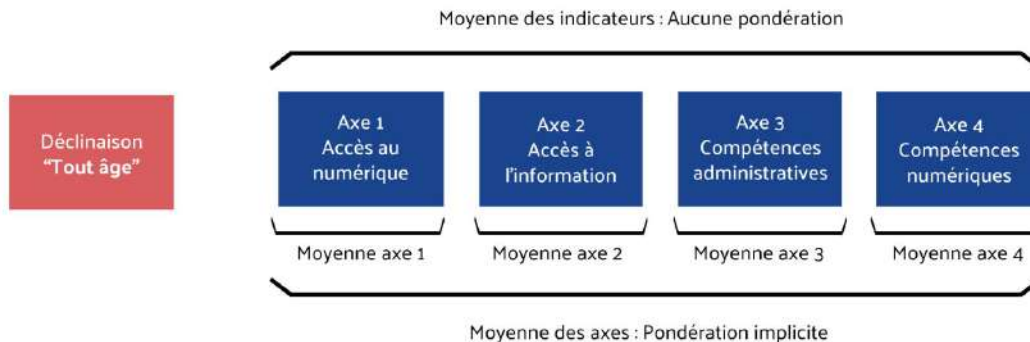 Moyenne des indicateurs : Aucune pondération
Déclinaison
“Tout âge”
Axe 1
Accès au
numérique
Axe 2
Accès à
l'information
Axe 3
Compétences
administratives
Axe 4
Compétences
numériques
Moyenne axe 1
Moyenne axe 2
Moyenne axe 3
Moyenne axe 4
Moyenne des axes : Pondération implicite